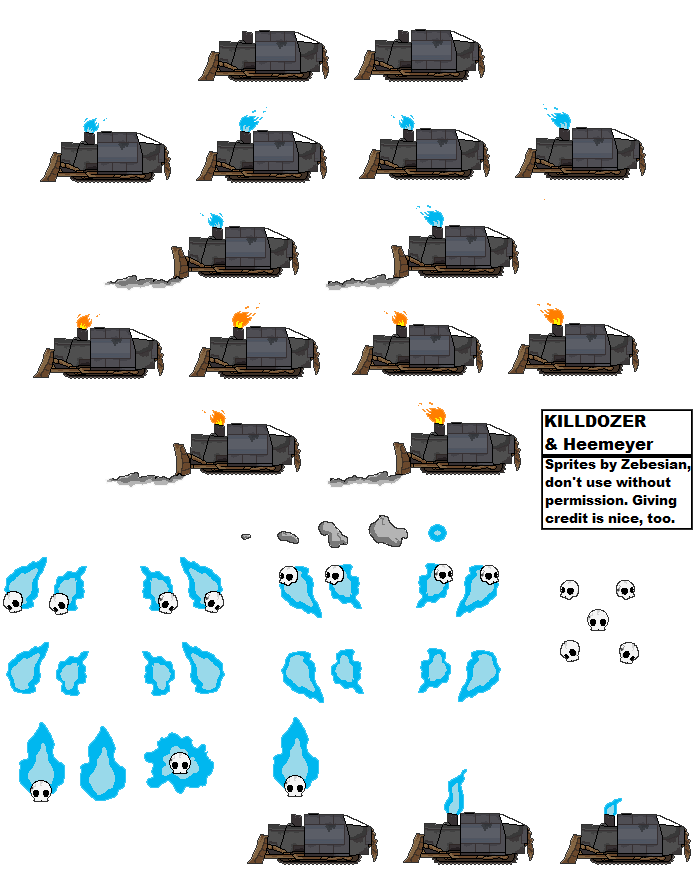 KILLDOZER
& Heemeyer
Sprites by Zebesian,
don't use without
permission. Giving
credit is nice, too.